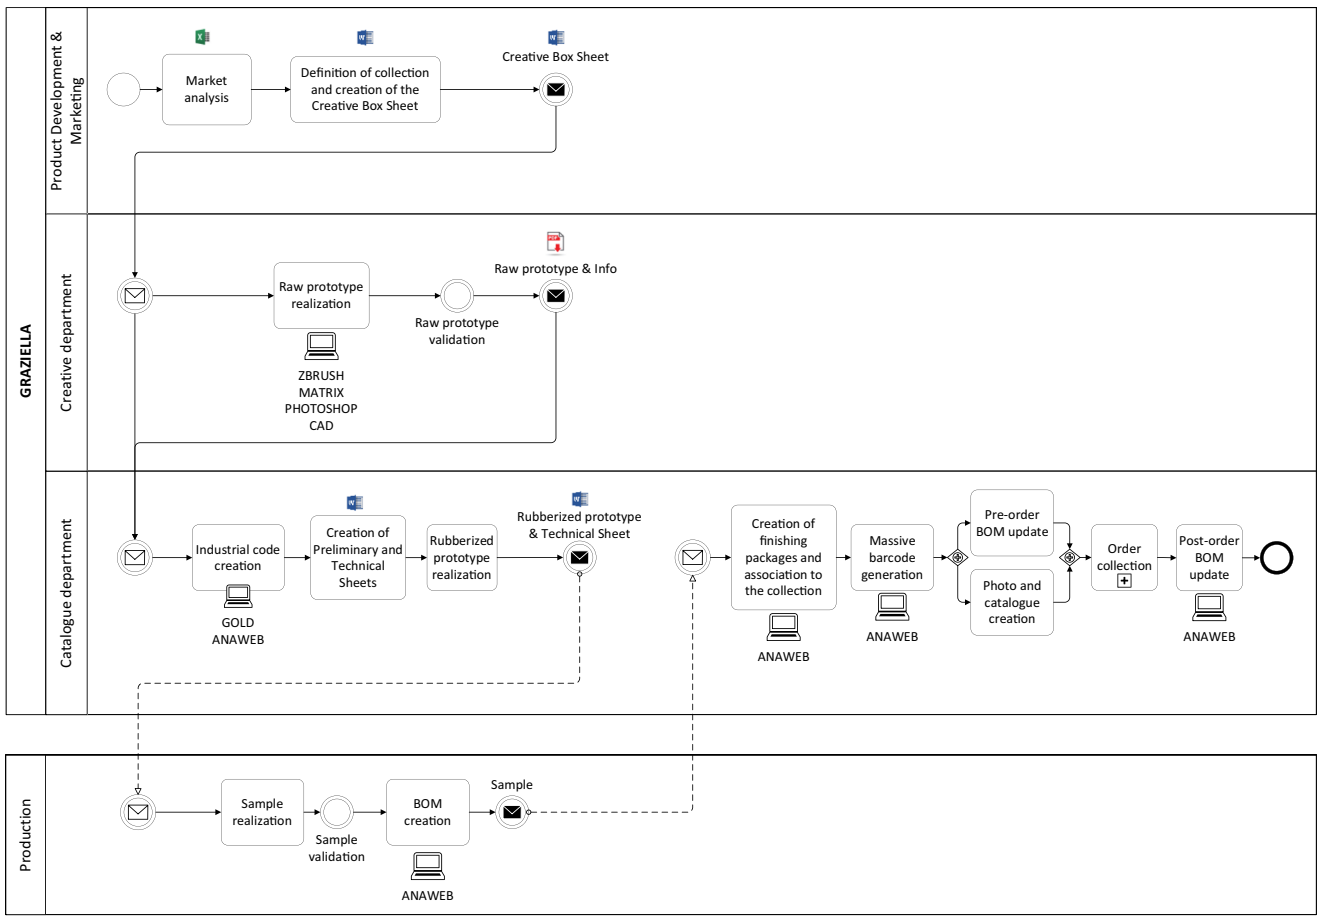 GRAZIELLA
Product Development &
Marketing
Market
analysis
Definition of collection
and creation of the
Creative Box Sheet
Creative Box Sheet
Creative department
Raw prototype
realization
ZBRUSH
MATRIX
PHOTOSHOP
CAD
Raw prototype
validation
PDF
Raw prototype & Info
Catalogue department
Industrial code
creation
GOLD
ANAWEB
Creation of
Preliminary and
Technical
Sheets
Rubberized
prototype
realization
Rubberized prototype
& Technical Sheet
Creation of
finishing
packages and
association to
the collection
ANAWEB
Massive
barcode
generation
ANAWEB
Pre-order
BOM update
Photo and
catalogue
creation
Order
collection
Post-order
BOM
update
ANAWEB
Production
Sample
realization
Sample
validation
BOM
creation
ANAWEB
Sample